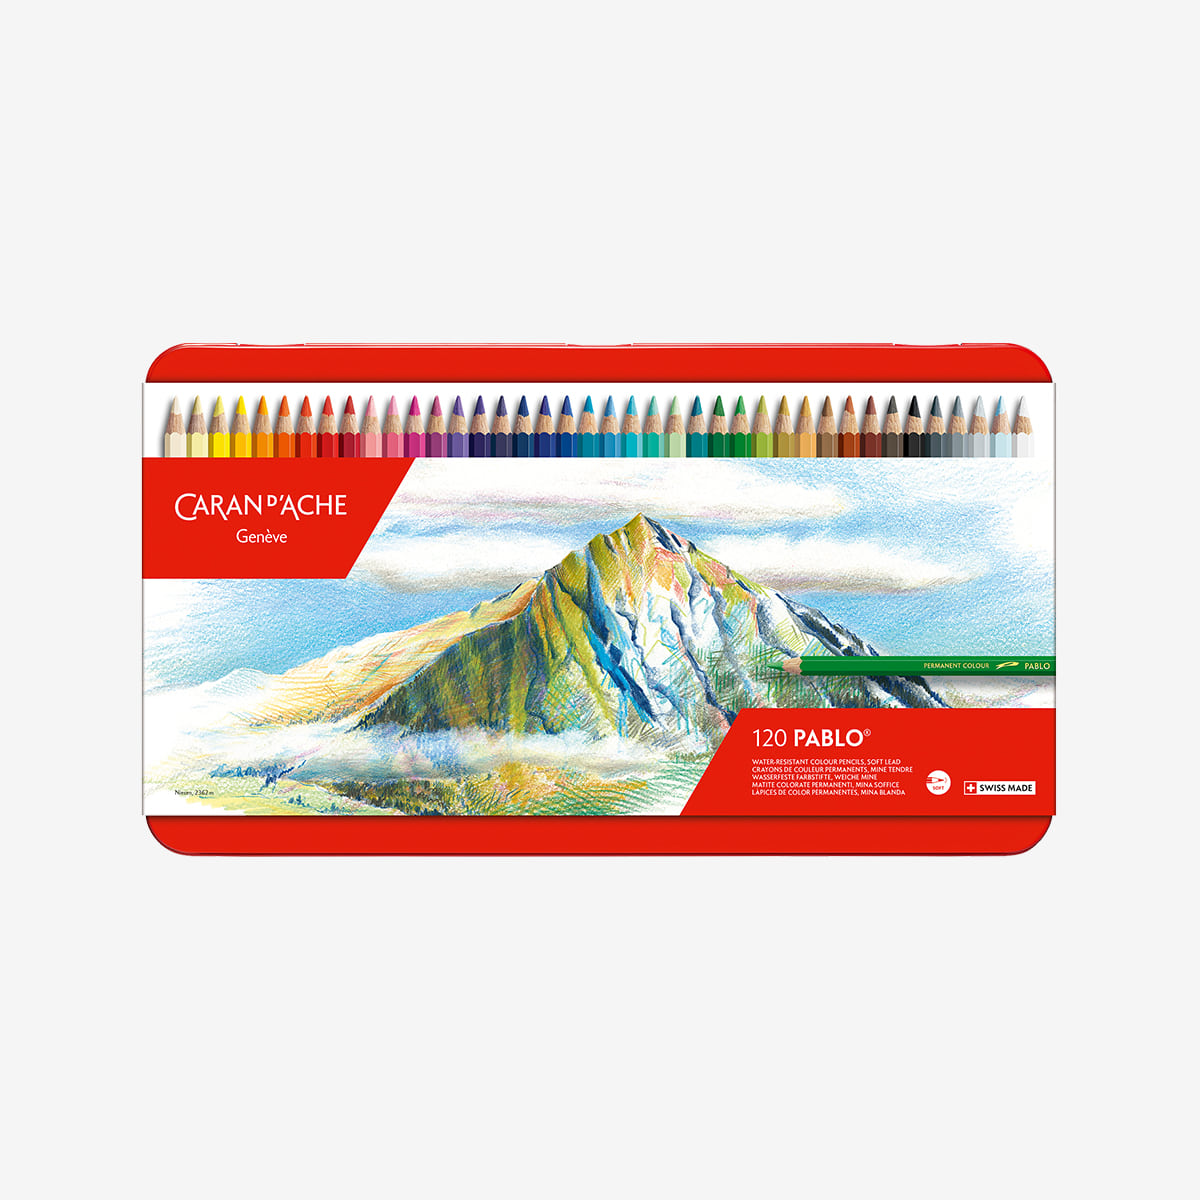 CARAN D'ACHE
Genève
PERMANENT COLOUR PABLO
120 PABLO®
WATER-RESISTANT COLOUR PENCILS, SOFT LEAD
CRAYONS DE COULEUR PERMANENTS, MINE TENDRE
WASSERFESTE FARBSTIFTE, WEICHE MINE
MATITE COLORATE PERMANENTI, MINA SOFFICE
LAPICES DE COLOR PERMANENTES, MINA BLANDA
SOFT
SWISS MADE
Niesen, 2362 m